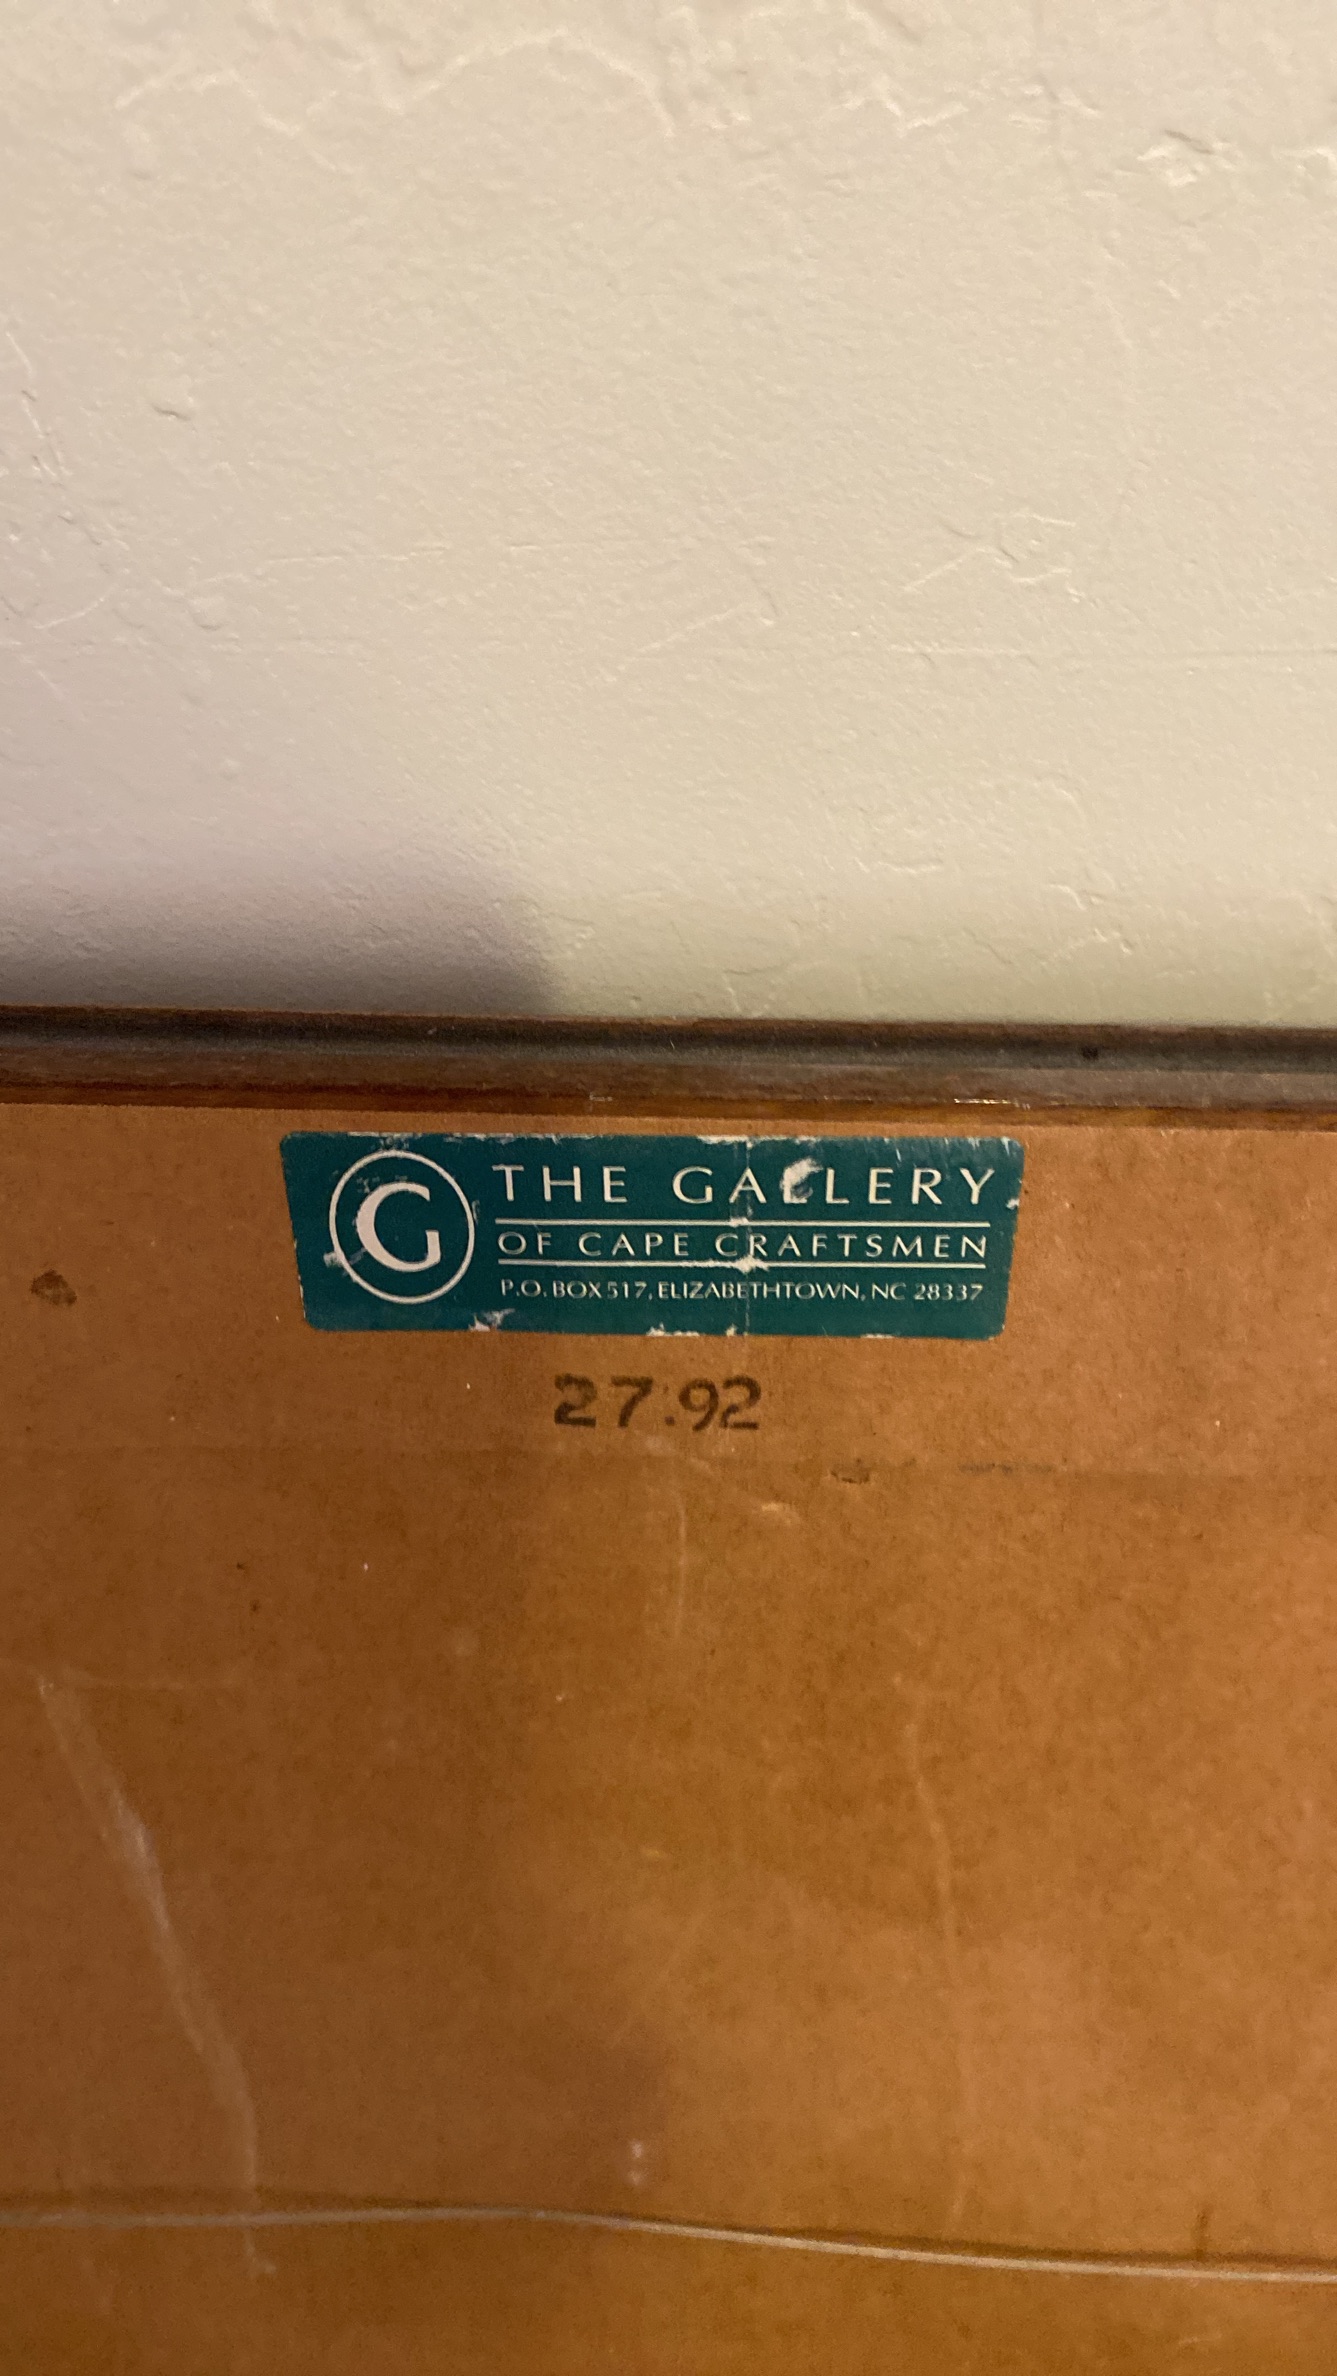 G
THE GALLERY
OF CAPE CRAFTSMEN
P.O. BOX 517, ELIZABETHTOWN, NC 28337
27.92